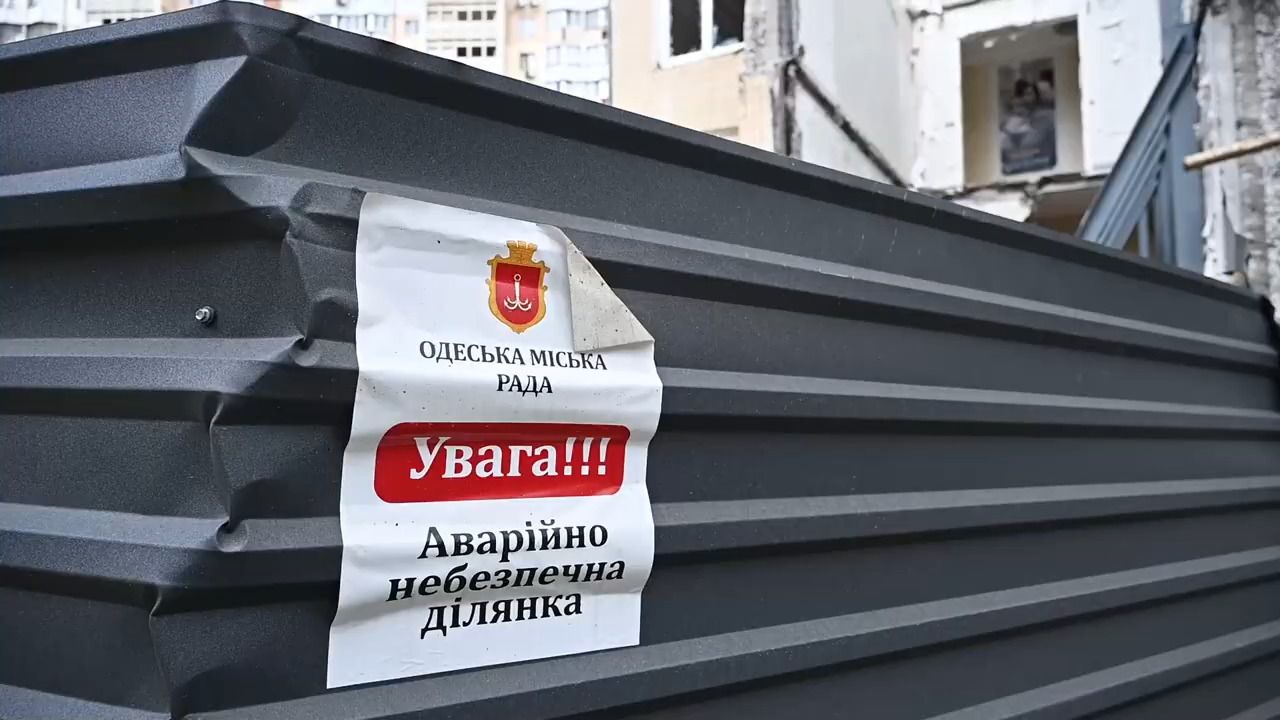 ОДЕСЬКА МІСЬКА
РАДА
Увага!!!
Аварійно
небезпечна
ділянка